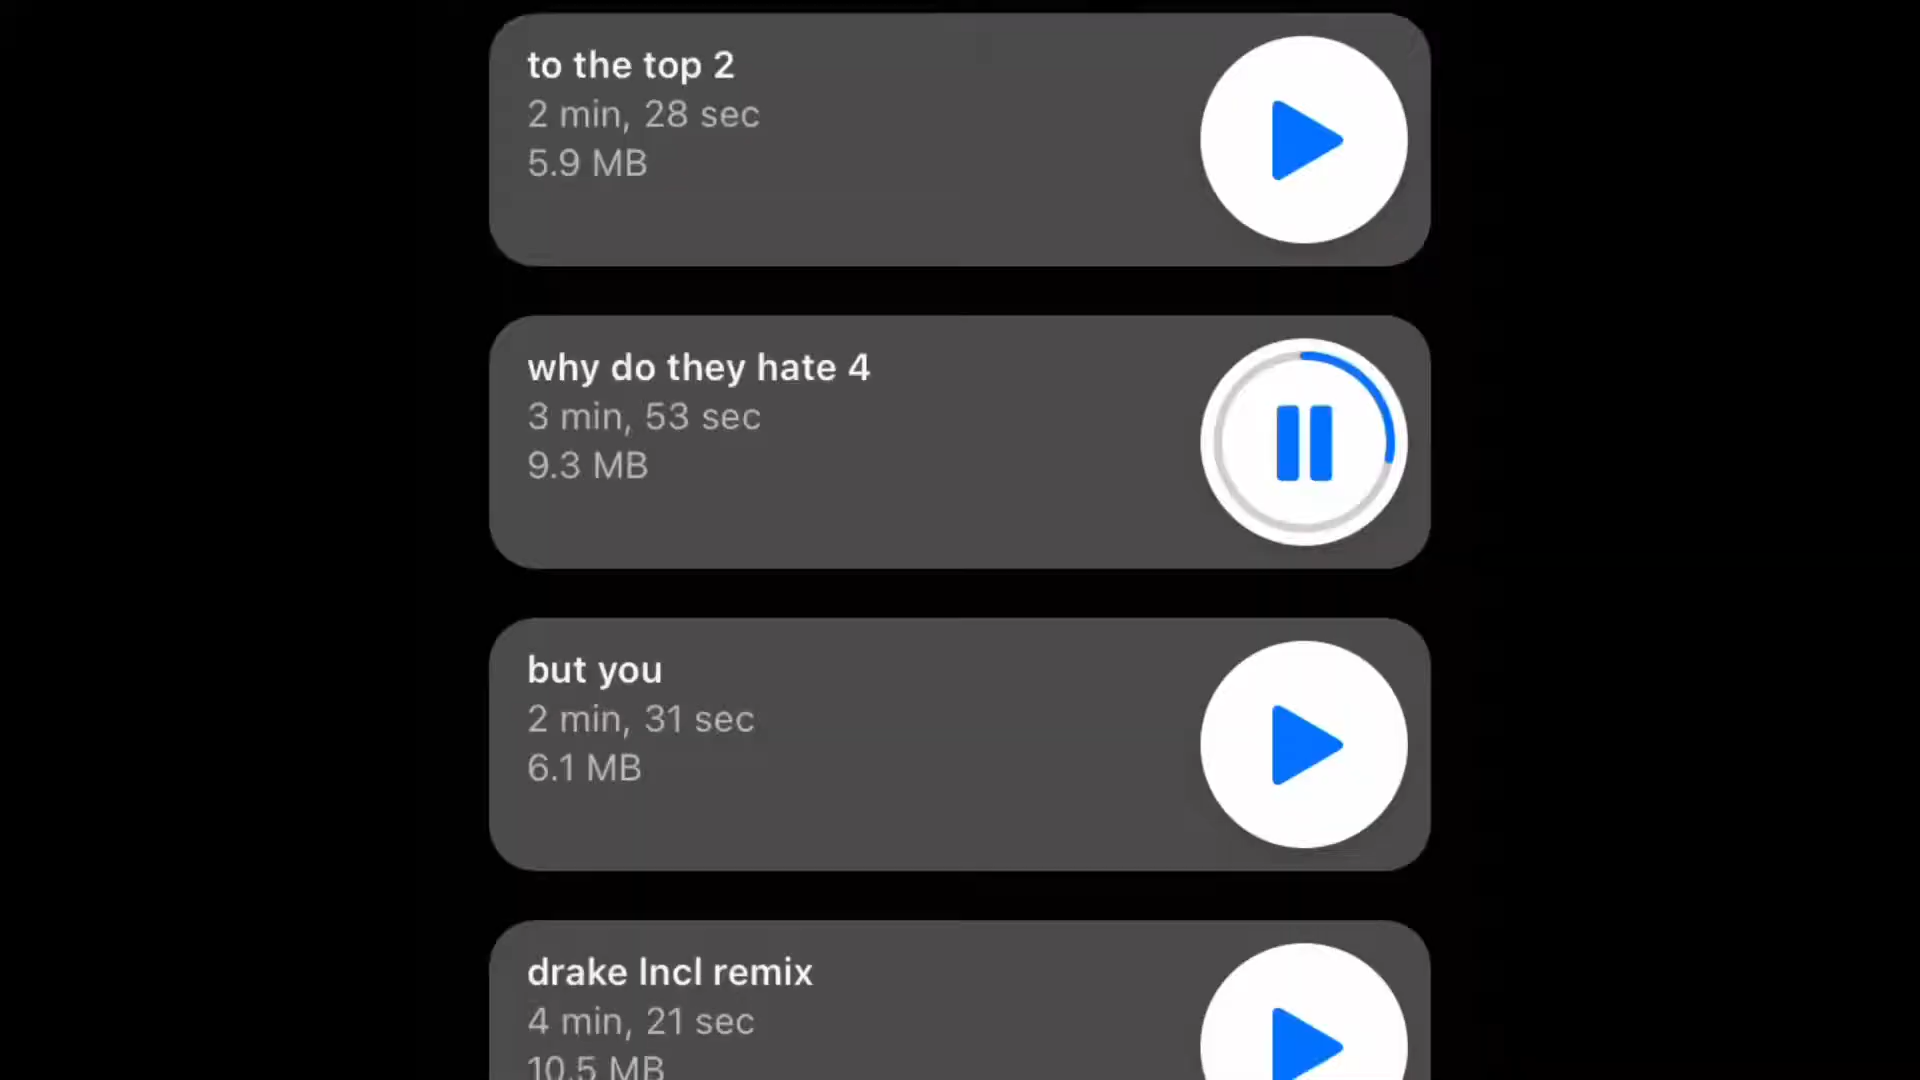 to the top 2
2 min, 28 sec
5.9 MB
why do they hate 4
3 min, 53 sec
9.3 MB
but you
2 min, 31 sec
6.1 MB
drake lncl remix
4 min, 21 sec
10.5 MB